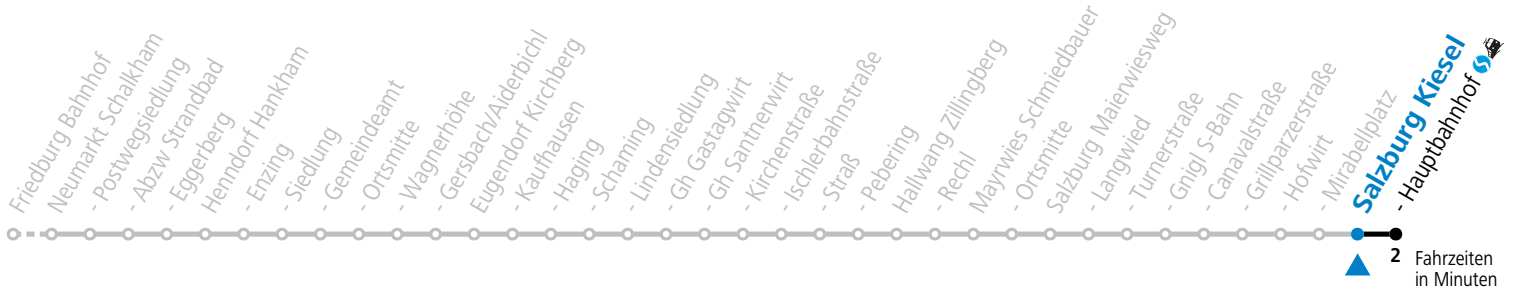 Friedburg Bahnhof
Neumarkt Schalkham
- Postwegsiedlung
- Abzw Strandbad
- Eggerberg
Henndorf Hankham
- Enzing
- Siedlung
- Gemeindeamt
- Ortsmitte
- Wagnerhöhe
- Gersbach/Aiderbichl
Eugendorf Kirchberg
- Kaufhausen
- Haging
- Schaming
- Lindensiedlung
- Gh Gastagwirt
- Gh Santnerwirt
- Kirchenstraße
- Ischlerbahnstraße
- Straß
- Pebering
Hallwang Zillingberg
- Rechl
Mayrwies Schmiedbauer
- Ortsmitte
Salzburg Maierwiesweg
- Langwied
- Turnerstraße
- Gnigl S-Bahn
- Canavalstraße
- Grillparzerstraße
- Hofwirt
- Mirabellplatz
Salzburg Kiesel
- Hauptbahnhof
2 Fahrzeiten
in Minuten